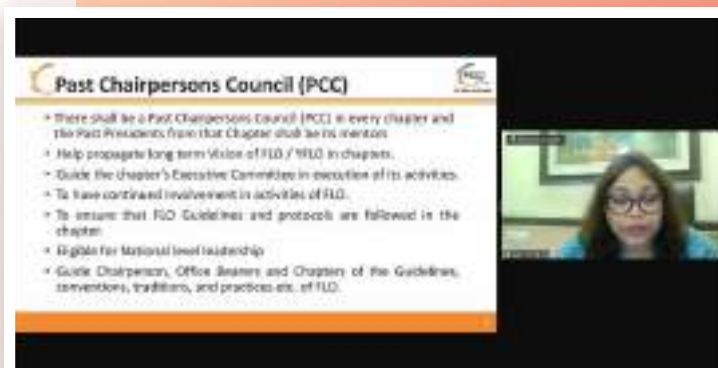 Past Chairpersons Council (PCC)
• There shall be a Past Chairpersons Council (PCC) in every chapter and
the Past Presidents from that Chapter shall be its mentors
• Help propagate long term Vision of FLO / YFLO in chapters.
• Guide the chapter's Executive Committee in execution of its activities.
• To have continued involvement in activities of FLO.
• To ensure that FLO Guidelines and protocols are followed in the
chapter
• Eligible for National level leadership
• Guide Chairperson, Office Bearers and Chapters of the Guidelines,
conventions, traditions, and practices etc. of FLO.